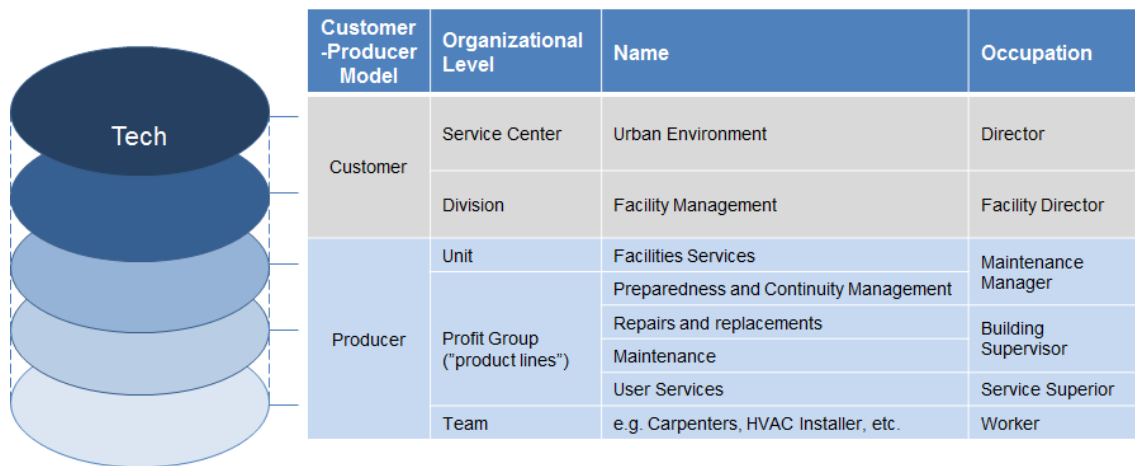 Tech
Customer
-Producer
Model
Organizational
Level
Name
Occupation
Customer
Service Center
Urban Environment
Director
Division
Facility Management
Facility Director
Producer
Unit
Facilities Services
Maintenance
Manager
Profit Group
("product lines")
Preparedness and Continuity Management
Repairs and replacements
Building
Supervisor
Maintenance
User Services
Service Superior
Team
e.g. Carpenters, HVAC Installer, etc.
Worker